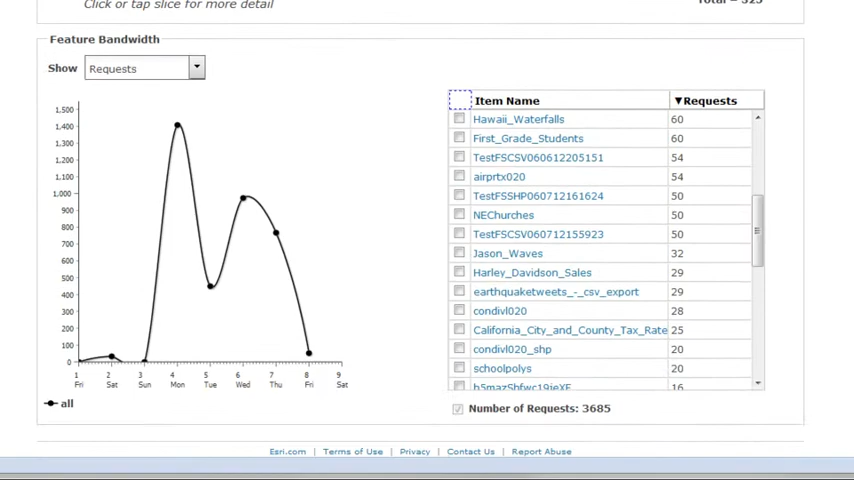 Click or tap slice for more detail
Total = 325
Feature Bandwidth
Show Requests
1,500
1,400
1.300
1.200
1.100
1.000
900
800
700
600
500
400
300
200
100
0
1 2 3 4 5 6 7 8 9
Fri Sat Sun Mon Tue Wed Thu Fri Sat
all
Item Name ▼Requests
Hawaii_Waterfalls 60
First_Grade_Students 60
TestFSCSV060612205151 54
airprtx020 54
TestFSSHP060712161624 50
NEChurches 50
TestFSCSV060712155923 50
Jason_Waves 32
Harley_Davidson_Sales 29
earthquaketweets_-_csv_export 29
condivl020 28
California_City_and_County_Tax_Rate 25
condivl020_shp 20
schoolpolys 20
16
Number of Requests: 3685
Esri.com | Terms of Use | Privacy | Contact Us | Report Abuse